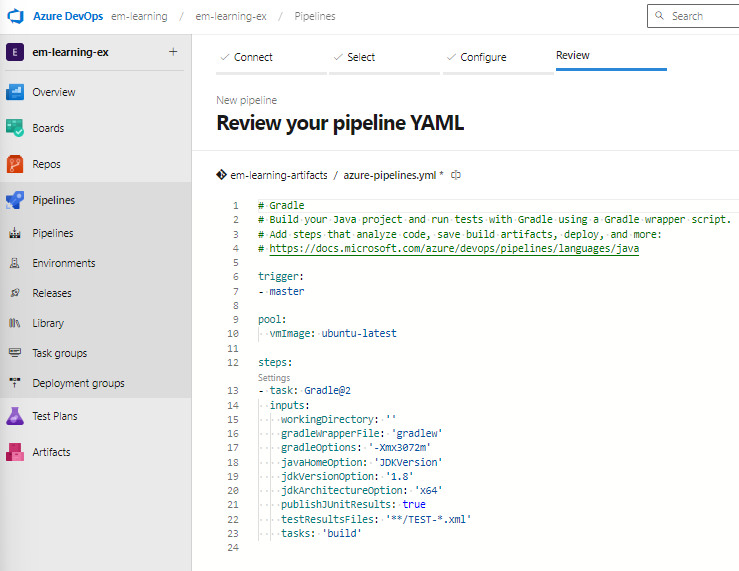 Azure DevOps em-learning / em-learning-ex / Pipelines
Search
E em-learning-ex +
Overview
Boards
Repos
Pipelines
Pipelines
Environments
Releases
Library
Task groups
Deployment groups
Test Plans
Artifacts
Connect Select Configure Review
New pipeline
Review your pipeline YAML
em-learning-artifacts / azure-pipelines.yml *
1 # Gradle
2 # Build your Java project and run tests with Gradle using a Gradle wrapper script.
3 # Add steps that analyze code, save build artifacts, deploy, and more:
4 # https://docs.microsoft.com/azure/devops/pipelines/languages/java
5
6 trigger:
7 - master
8
9 pool:
10 vmImage: ubuntu-latest
11
12 steps:
Settings
13 - task: Gradle@2
14 inputs:
15 workingDirectory: ''
16 gradleWrapperFile: 'gradlew'
17 gradleOptions: '-Xmx3072m'
18 javaHomeOption: 'JDKVersion'
19 jdkVersionOption: '1.8'
20 jdkArchitectureOption: 'x64'
21 publishJUnitResults: true
22 testResultsFiles: '**/TEST-*.xml'
23 tasks: 'build'
24